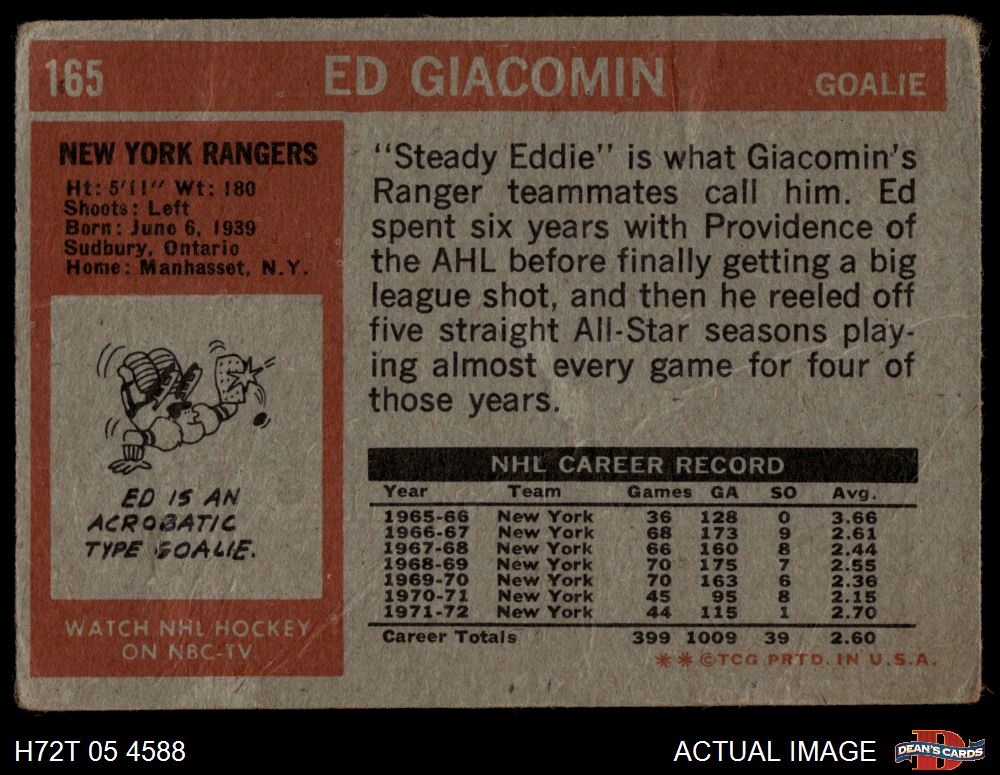 165 ED GIACOMIN GOALIE
NEW YORK RANGERS
Ht: 5'11" Wt: 180
Shoots: Left
Born: June 6, 1939
Sudbury, Ontario
Home: Manhasset, N.Y.
ED IS AN
ACROBATIC
TYPE GOALIE.
WATCH NHL HOCKEY
ON NBC-TV
"Steady Eddie" is what Giacomin's
Ranger teammates call him. Ed
spent six years with Providence of
the AHL before finally getting a big
league shot, and then he reeled off
five straight All-Star seasons play-
ing almost every game for four of
those years.
NHL CAREER RECORD
Year Team Games GA SO Avg.
1965-66 New York 36 128 0 3.66
1966-67 New York 68 173 9 2.61
1967-68 New York 66 160 8 2.44
1968-69 New York 70 175 7 2.55
1969-70 New York 70 163 6 2.36
1970-71 New York 45 95 8 2.15
1971-72 New York 44 115 1 2.70
Career Totals 399 1009 39 2.60
** ©TCG PRTD. IN U.S.A.
H72T 05 4588
ACTUAL IMAGE
DEAN'S CARDS